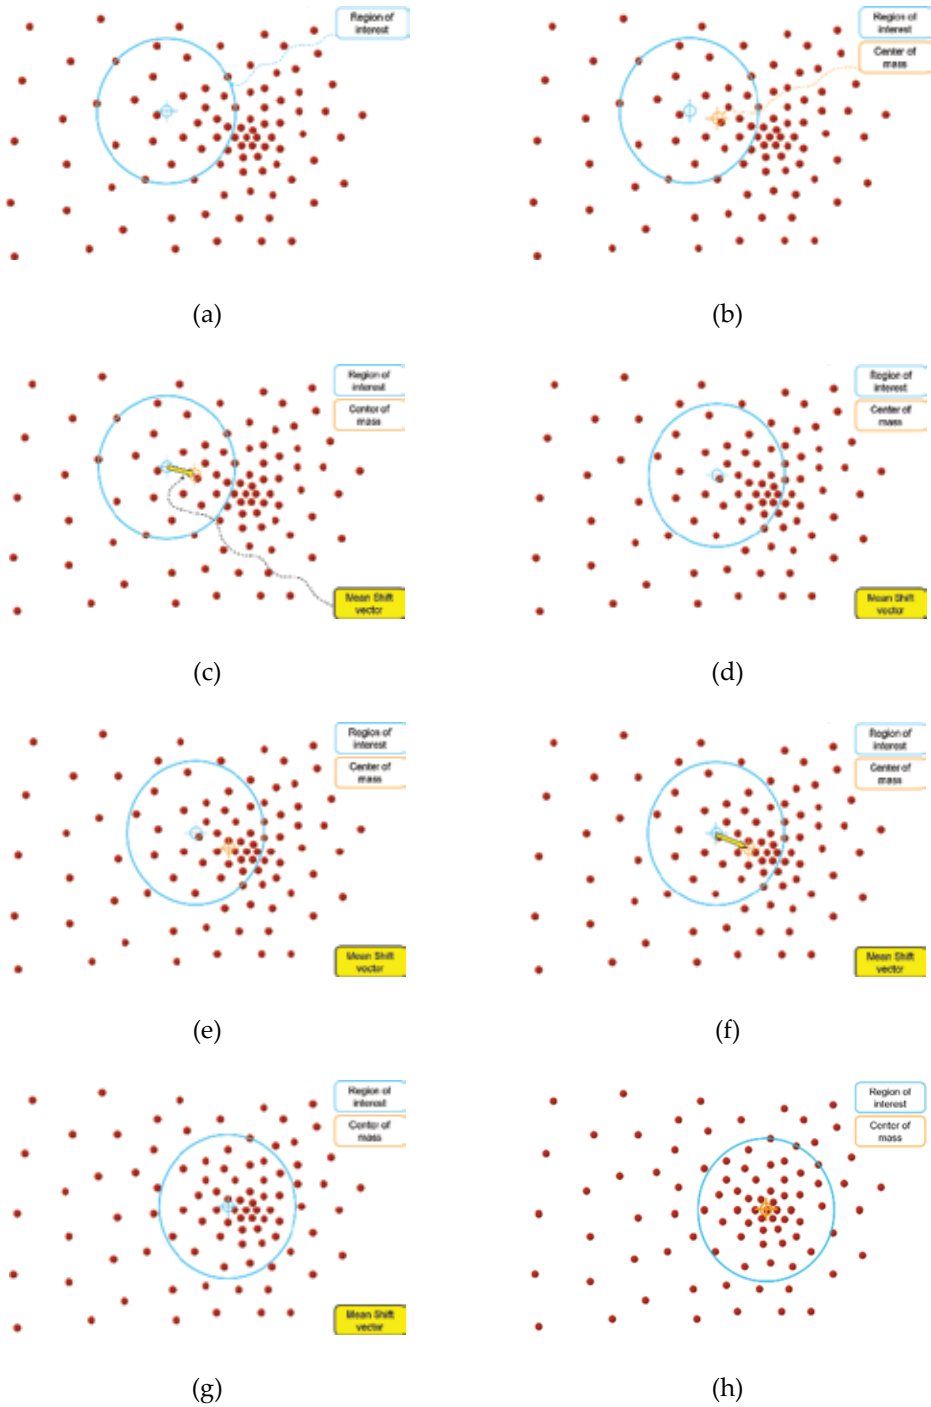 Region of
interest
Region of
interest
Center of
mass
(a)
(b)
Region of
interest
Center of
mass
Mean Shift
vector
Region of
interest
Center of
mass
Mean Shift
vector
(c)
(d)
Region of
interest
Center of
mass
Mean Shift
vector
Region of
interest
Center of
mass
Mean Shift
vector
(e)
(f)
Region of
interest
Center of
mass
Mean Shift
vector
Region of
interest
Center of
mass
(g)
(h)